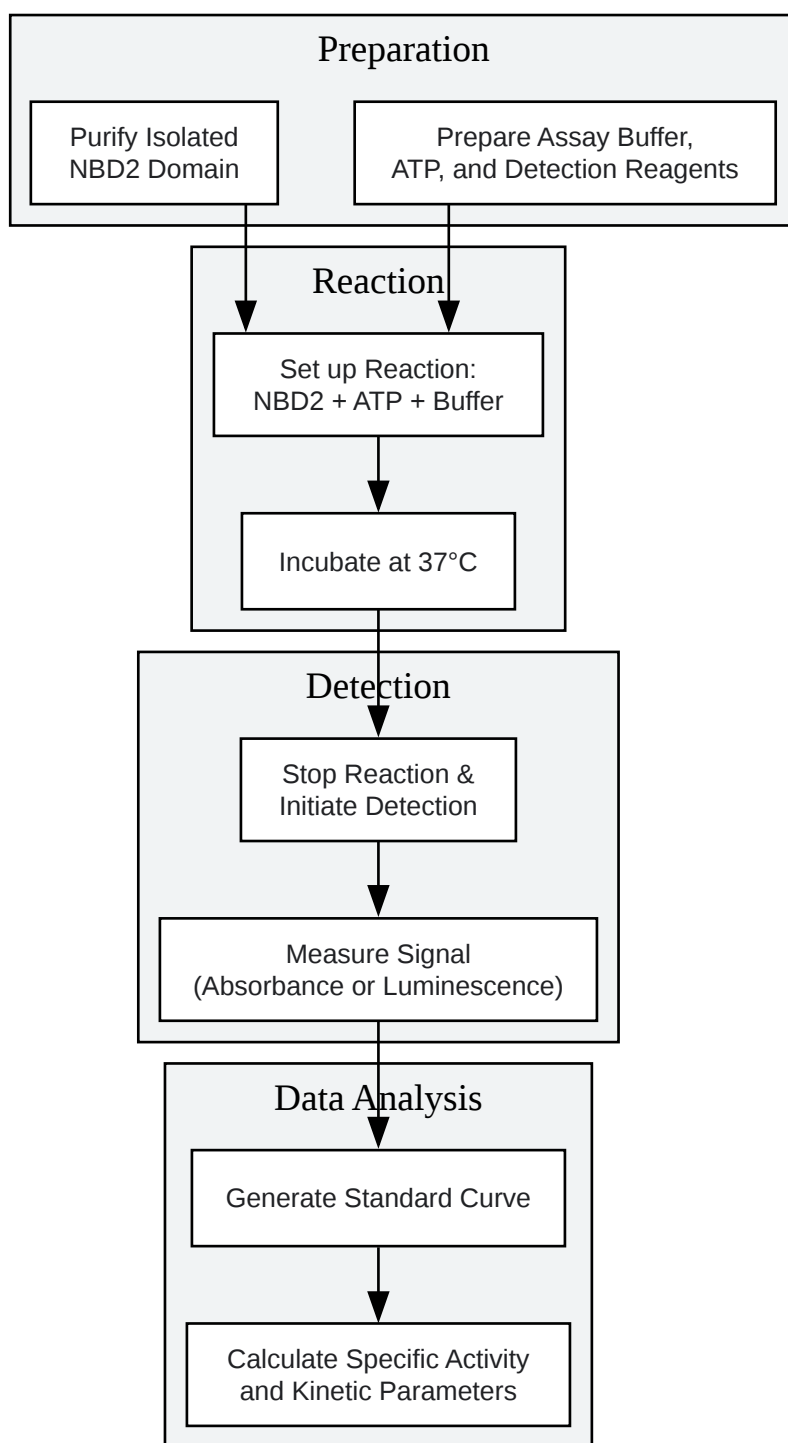 Preparation
Purify Isolated
NBD2 Domain
Prepare Assay Buffer,
ATP, and Detection Reagents
Reaction
Set up Reaction:
NBD2 + ATP + Buffer
Incubate at 37°C
Detection
Stop Reaction &
Initiate Detection
Measure Signal
(Absorbance or Luminescence)
Data Analysis
Generate Standard Curve
Calculate Specific Activity
and Kinetic Parameters